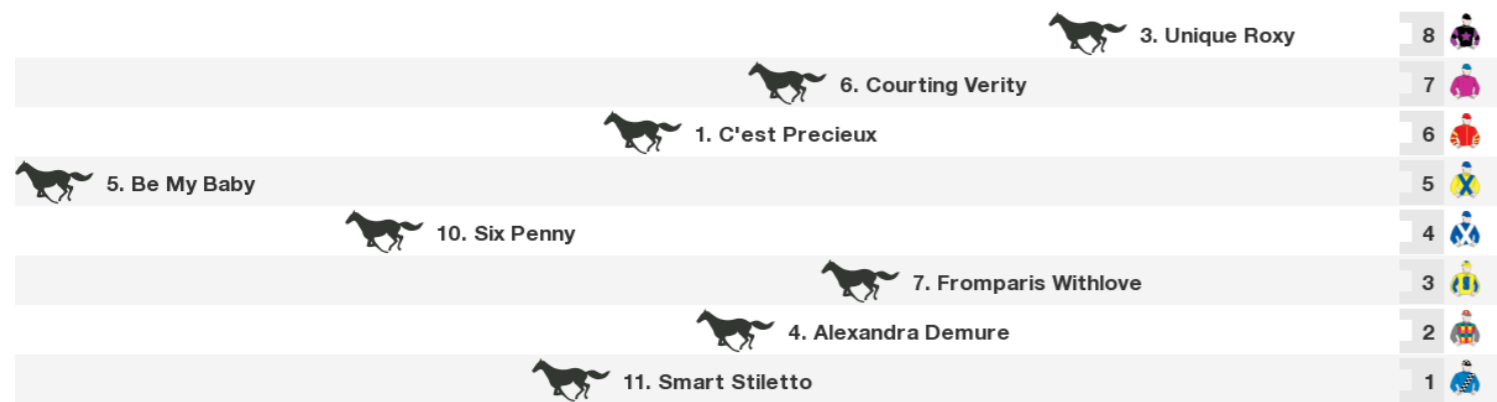 3. Unique Roxy 8
6. Courting Verity 7
1. C'est Precieux 6
5. Be My Baby 5
10. Six Penny 4
7. Fromparis Withlove 3
4. Alexandra Demure 2
11. Smart Stiletto 1